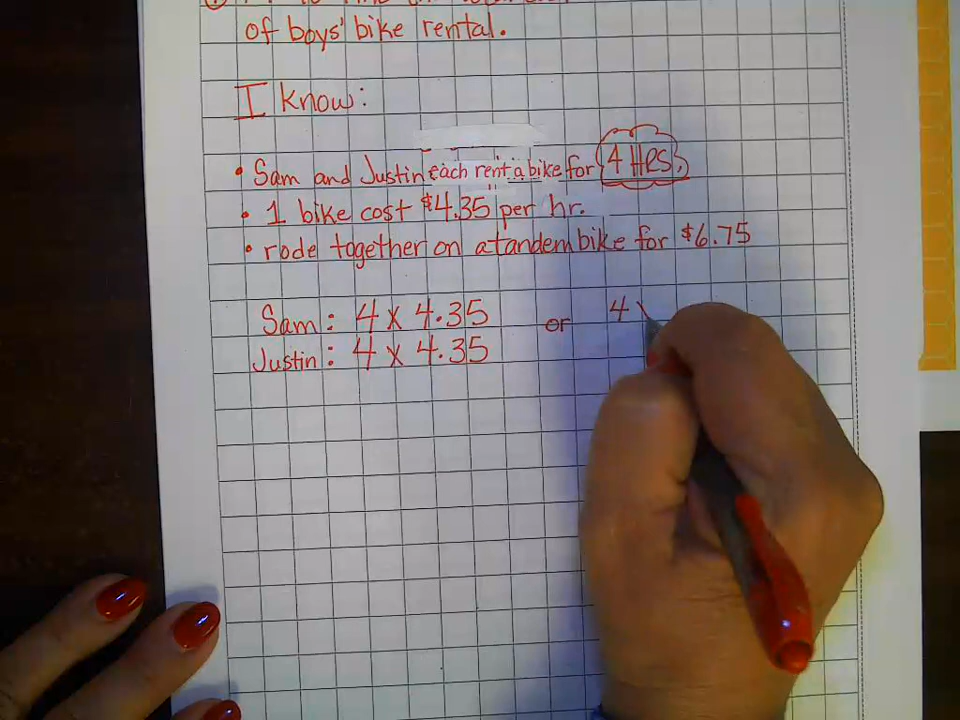 of boys' bike rental.
I know:
• Sam and Justin each rent a bike for 4 HRS.
• 1 bike cost $4.35 per hr.
• rode together on a tandem bike for $6.75
Sam: 4 x 4.35 or 4 x
Justin: 4 x 4.35